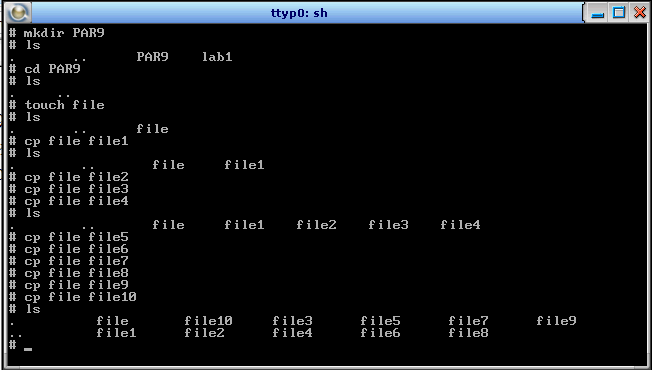 ttyp0: sh
# mkdir PAR9
# ls
.       ..      PAR9    lab1
# cd PAR9
# ls
.     ..
# touch file
# ls
.       ..      file
# cp file file1
# ls
.        ..       file     file1
# cp file file2
# cp file file3
# cp file file4
# ls
.        ..       file     file1    file2    file3    file4
# cp file file5
# cp file file6
# cp file file7
# cp file file8
# cp file file9
# cp file file10
# ls
.          file       file10     file3      file5      file7      file9
..         file1      file2      file4      file6      file8
# _